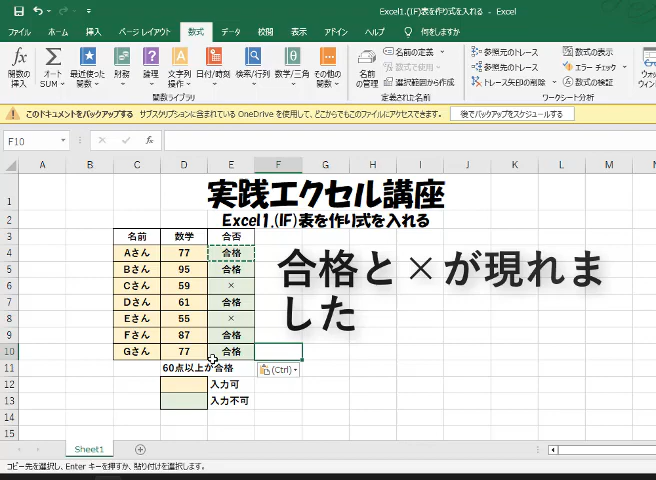 Excel1.(IF)表を作り式を入れる - Excel
ファイル ホーム 挿入 ページ レイアウト 数式 データ 校閲 表示 アドイン ヘルプ 何をしますか
関数の挿入 オート SUM 最近使った関数 財務 論理 文字列操作 日付/時刻 検索/行列 数学/三角 その他の関数 名前の管理 名前の定義 数式で使用 選択範囲から作成 参照元のトレース 参照先のトレース トレース矢印の削除 数式の表示 エラー チェック 数式の検証
関数ライブラリ 定義された名前 ワークシート分析
このドキュメントをバックアップする サブスクリプションに含まれている OneDrive を使用して、どこからでもこのファイルにアクセスできます。 後でバックアップをスケジュールする
F10 fx
A B C D E F G H I J K L M
1 実践エクセル講座
2 Excel1.(IF)表を作り式を入れる
3 名前 数学 合否
4 Aさん 77 合格
5 Bさん 95 合格
6 Cさん 59 ×
7 Dさん 61 合格
8 Eさん 55 ×
9 Fさん 87 合格
10 Gさん 77 合格
11 60点以上が合格 (Ctrl)
12 入力可
13 入力不可
14
15
合格と×が現れま
した
Sheet1
コピー先を選択し、Enter キーを押すか、貼り付けを選択します。